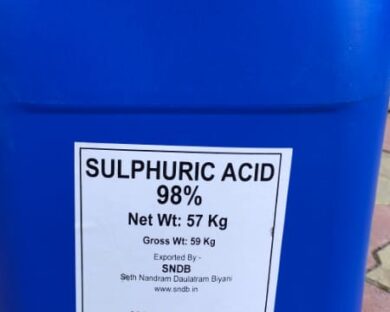 SULPHURIC ACID
98%
Net Wt: 57 Kg
Gross Wt: 59 Kg
Exported By:-
SNDB
Seth Nandram Daulatram Biyani
www.sndb.in